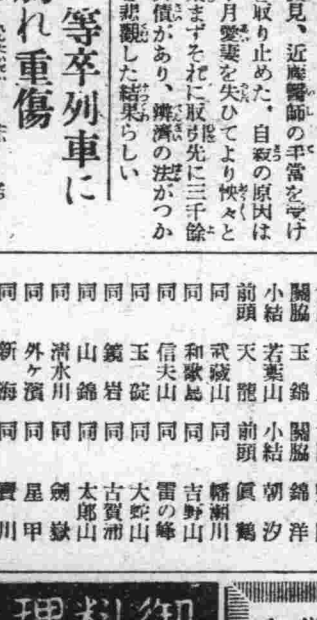 見、近産醫師の手當を受け
取り止めた、自殺の原因は
月愛妻を失ひてより怏々と
まずそれに取引先に三千餘
債があり、辨濟の法がつか
悲觀した結果らしい
等卒列車に
れ重傷
關脇 玉錦 關脇 錦洋
小結 若葉山 小結 朝汐
前頭 天龍 前頭 眞鶴
同 武藏山 同 幡瀬川
同 和歌島 同 吉野山
同 信夫山 同 雷の峰
同 玉碇 同 大蛇山
同 鏡岩 同 古賀浦
同 山錦 同 太郎山
同 清水川 同 劍嶽
同 外ヶ濱 同 星甲
同 新海 同 寶川
御料理